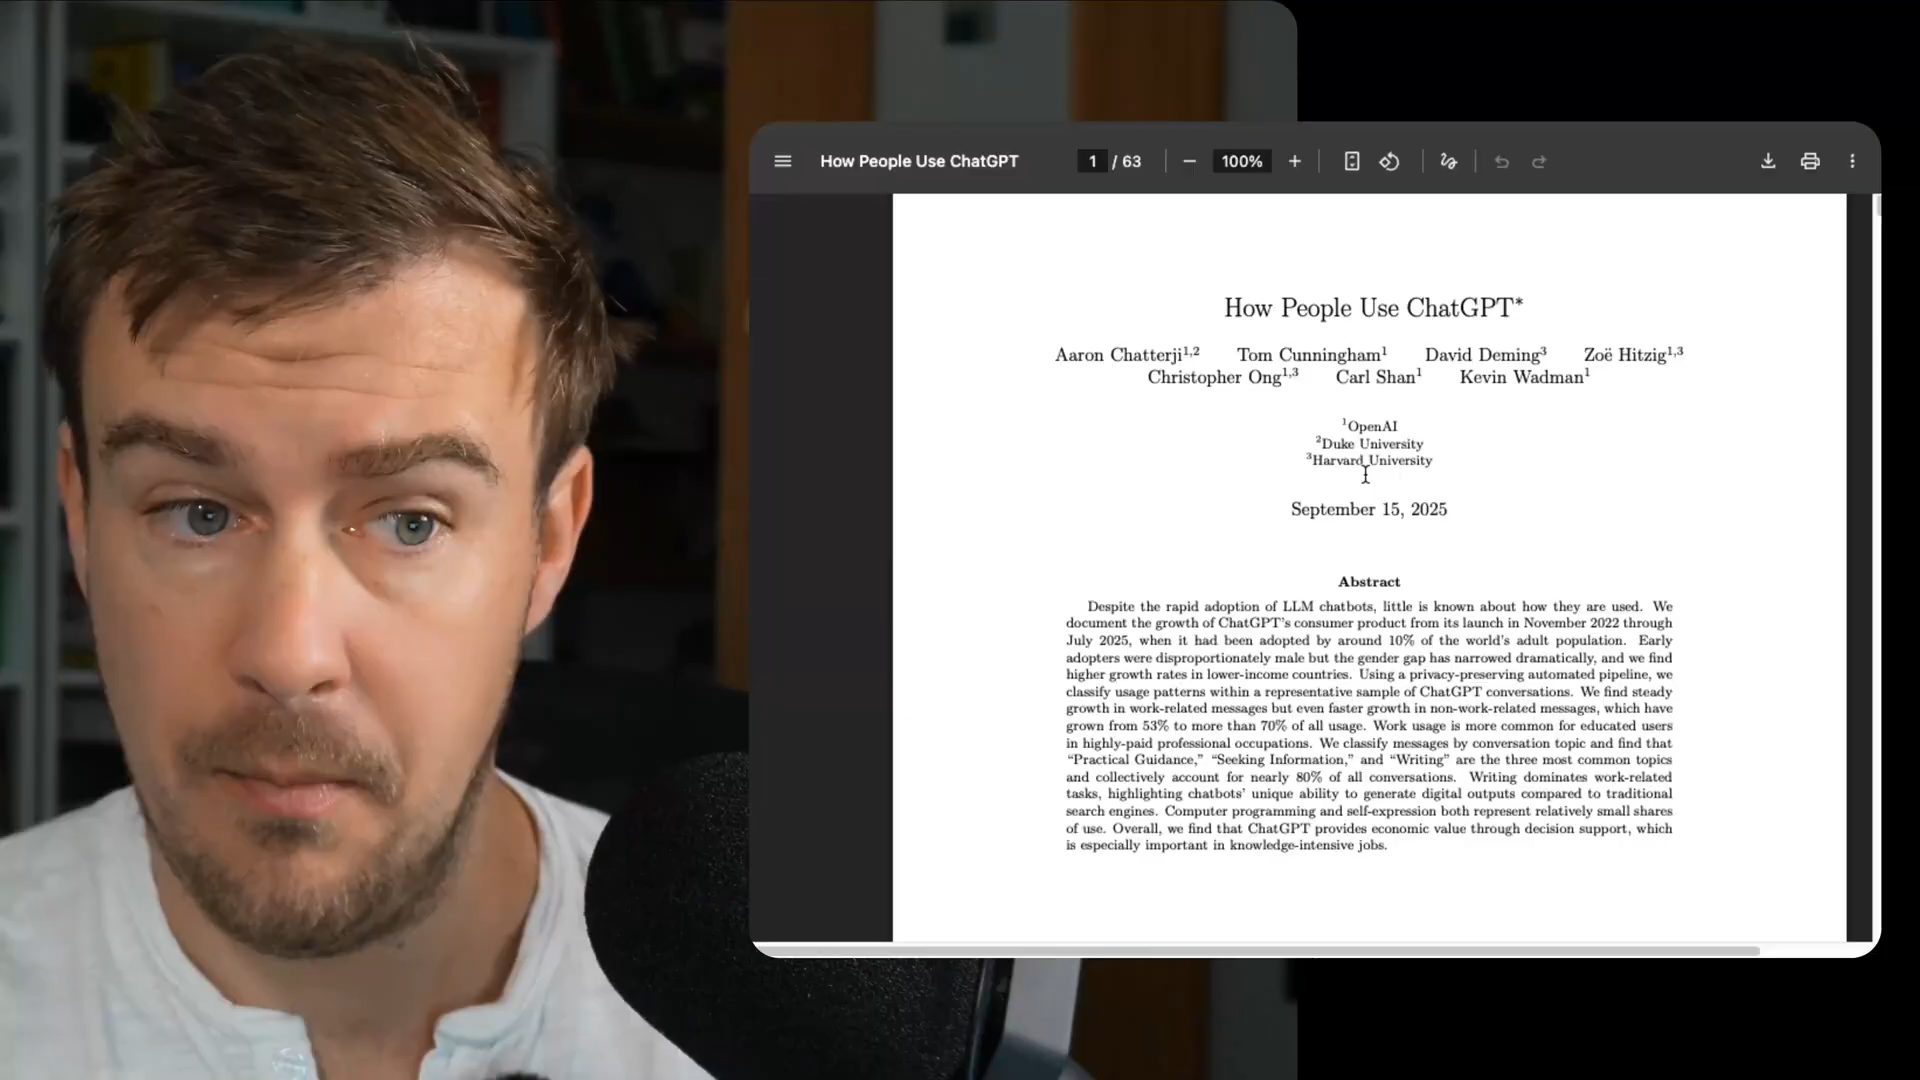 How People Use ChatGPT
1 / 63
100%
How People Use ChatGPT*
Aaron Chatterji1,2 Tom Cunningham1 David Deming3 Zoë Hitzig1,3
Christopher Ong1,3 Carl Shan1 Kevin Wadman1
1OpenAI
2Duke University
3Harvard University
September 15, 2025
Abstract
Despite the rapid adoption of LLM chatbots, little is known about how they are used. We
document the growth of ChatGPT's consumer product from its launch in November 2022 through
July 2025, when it had been adopted by around 10% of the world's adult population. Early
adopters were disproportionately male but the gender gap has narrowed dramatically, and we find
higher growth rates in lower-income countries. Using a privacy-preserving automated pipeline, we
classify usage patterns within a representative sample of ChatGPT conversations. We find steady
growth in work-related messages but even faster growth in non-work-related messages, which have
grown from 53% to more than 70% of all usage. Work usage is more common for educated users
in highly-paid professional occupations. We classify messages by conversation topic and find that
“Practical Guidance,” “Seeking Information,” and “Writing” are the three most common topics
and collectively account for nearly 80% of all conversations. Writing dominates work-related
tasks, highlighting chatbots' unique ability to generate digital outputs compared to traditional
search engines. Computer programming and self-expression both represent relatively small shares
of use. Overall, we find that ChatGPT provides economic value through decision support, which
is especially important in knowledge-intensive jobs.